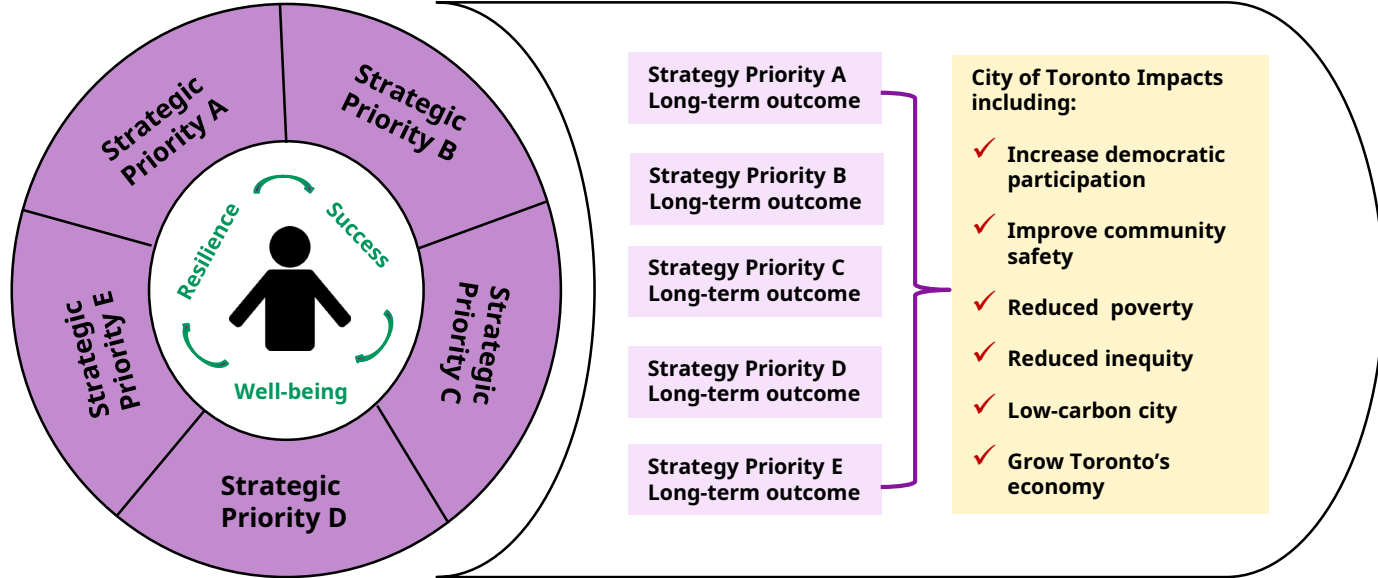 Strategic
Priority A
Strategic
Priority B
Strategic
Priority C
Strategic
Priority D
Strategic
Priority E
Resilience
Success
Well-being
Strategy Priority A
Long-term outcome
Strategy Priority B
Long-term outcome
Strategy Priority C
Long-term outcome
Strategy Priority D
Long-term outcome
Strategy Priority E
Long-term outcome
City of Toronto Impacts
including:
✓ Increase democratic
participation
✓ Improve community
safety
✓ Reduced  poverty
✓ Reduced inequity
✓ Low-carbon city
✓ Grow Toronto’s
economy